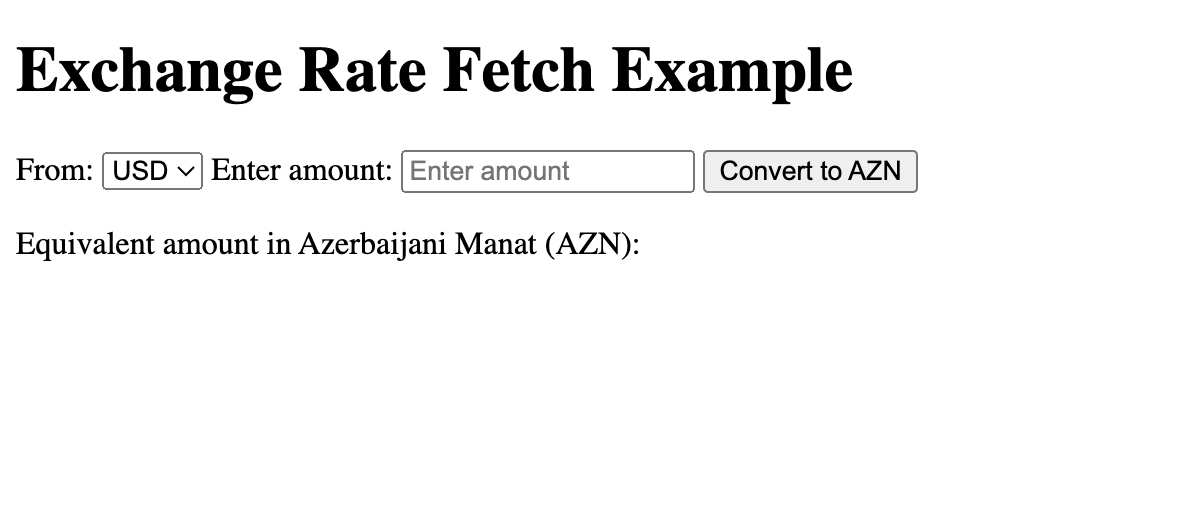 Exchange Rate Fetch Example
From: USD Enter amount: Enter amount Convert to AZN
Equivalent amount in Azerbaijani Manat (AZN):